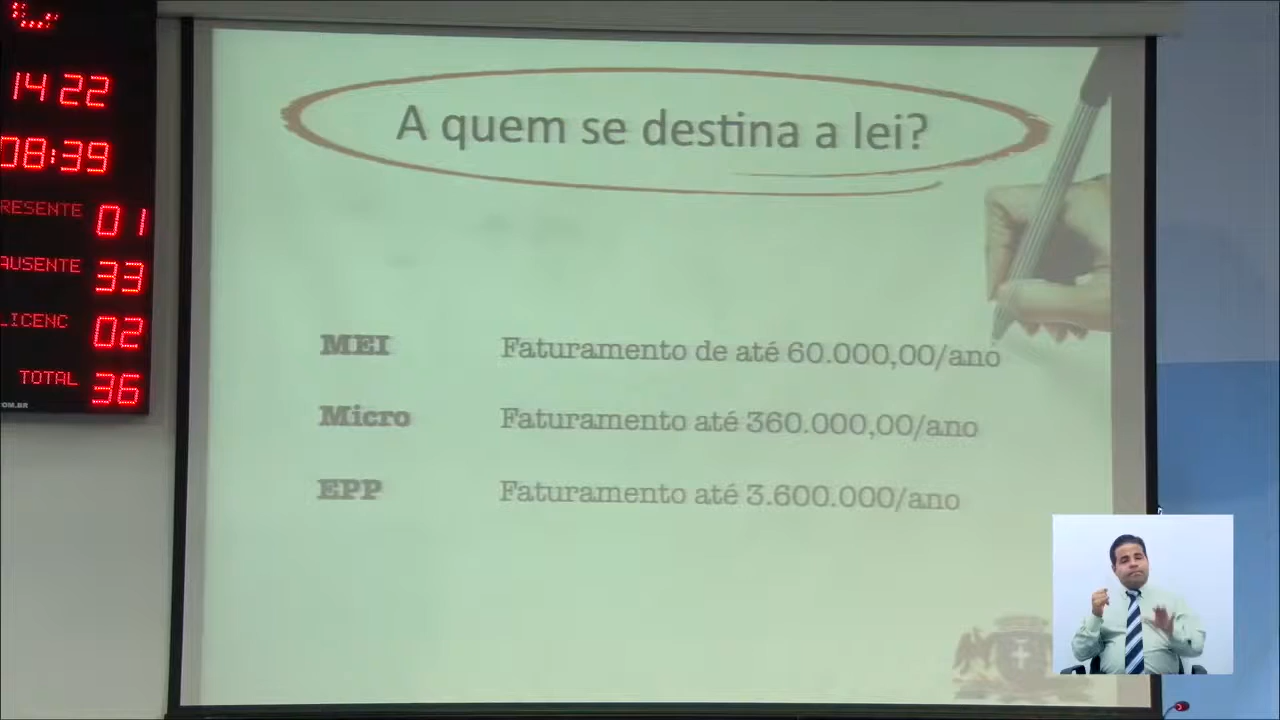 14 22
08:39
RESENTE 01
AUSENTE 33
LICENC 02
TOTAL 36
OM.BR
A quem se destina a lei?
MEI Faturamento de até 60.000,00/ano
Micro Faturamento até 360.000,00/ano
EPP Faturamento até 3.600.000/ano